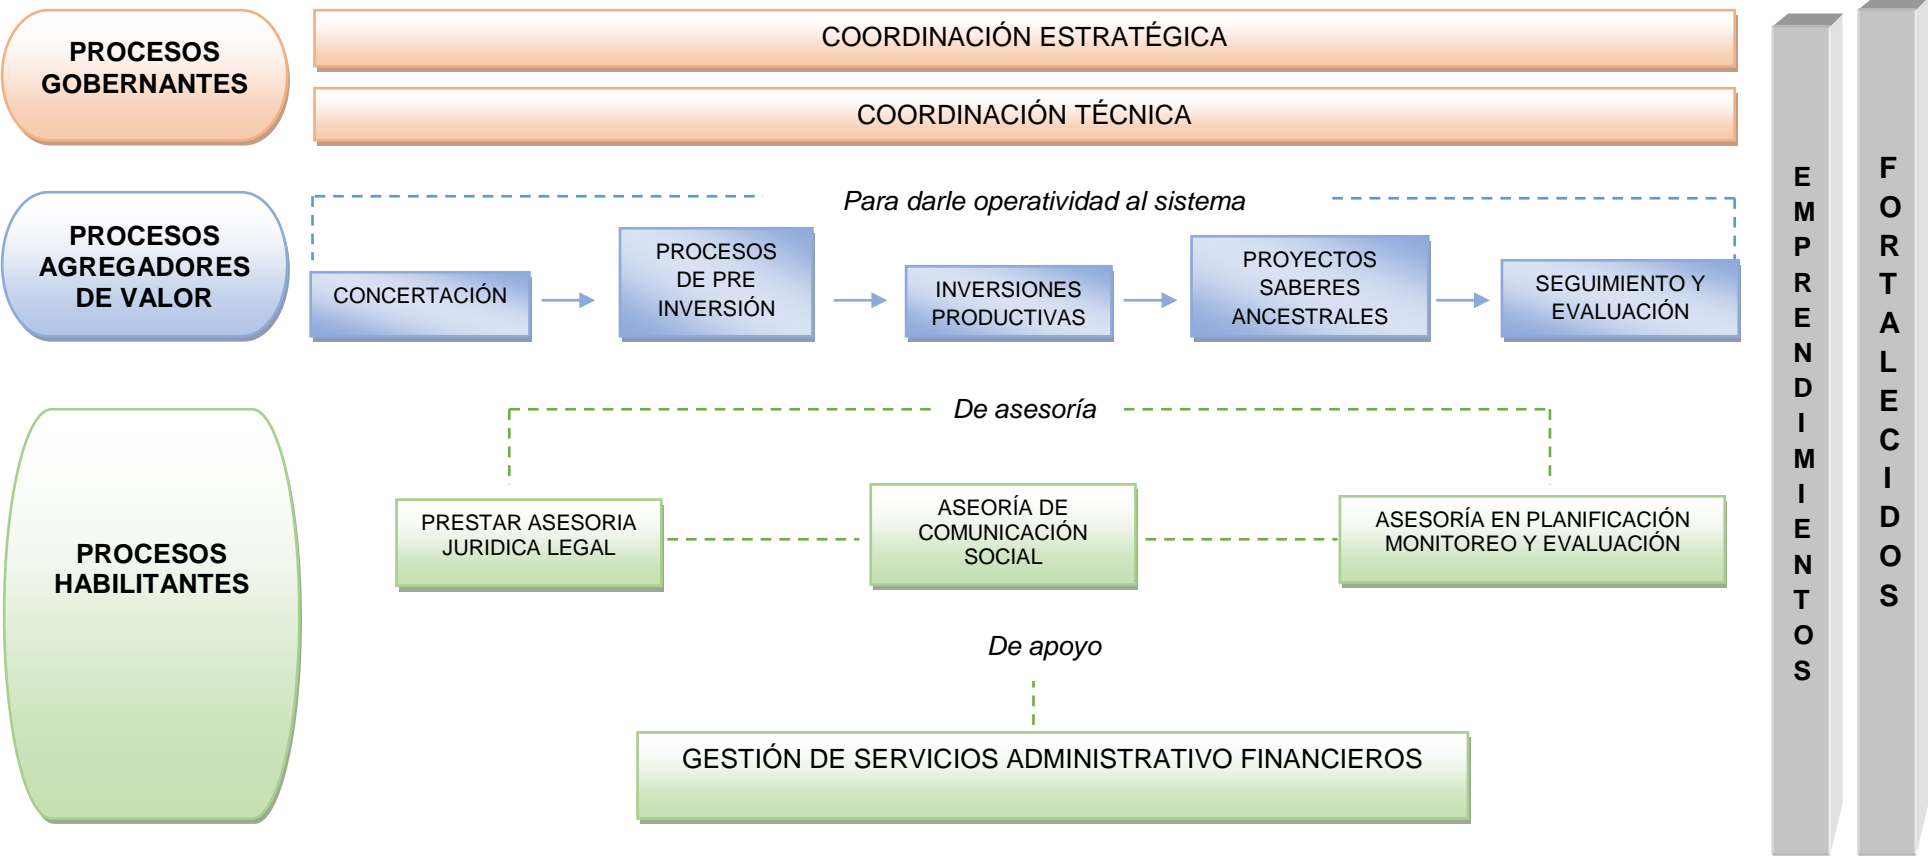 PROCESOS
GOBERNANTES
COORDINACIÓN ESTRATÉGICA
COORDINACIÓN TÉCNICA
PROCESOS
AGREGADORES
DE VALOR
Para darle operatividad al sistema
CONCERTACIÓN
PROCESOS
DE PRE
INVERSIÓN
INVERSIONES
PRODUCTIVAS
PROYECTOS
SABERES
ANCESTRALES
SEGUIMIENTO Y
EVALUACIÓN
PROCESOS
HABILITANTES
De asesoría
PRESTAR ASESORIA
JURIDICA LEGAL
ASEORÍA DE
COMUNICACIÓN
SOCIAL
ASESORÍA EN PLANIFICACIÓN
MONITOREO Y EVALUACIÓN
De apoyo
GESTIÓN DE SERVICIOS ADMINISTRATIVO FINANCIEROS
EMPRENDIMIENTOS
FORTALECIDOS